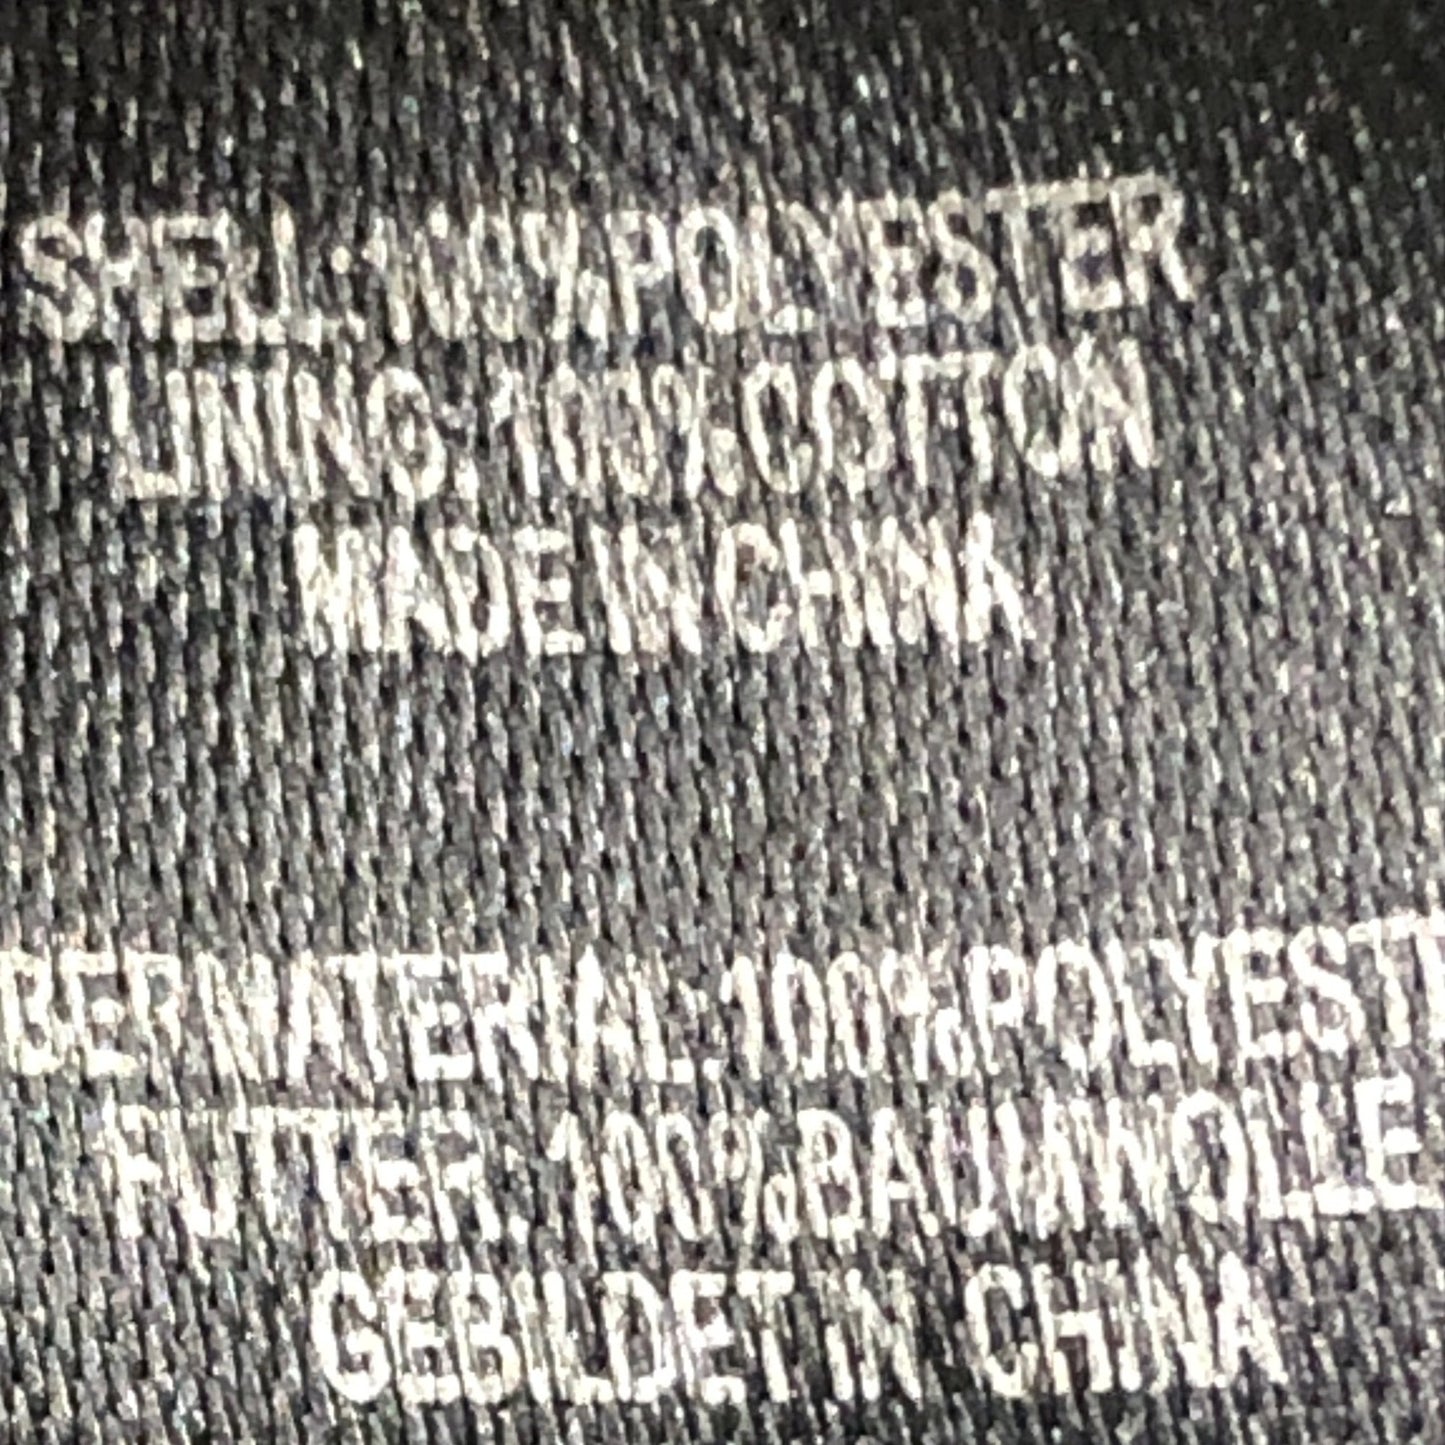 SHELL:100%POLYESTER
LINING:100%COTTON
MADE IN CHINA
BERMATERIAL:100%POLYEST
FUTTER:100%BAUMWOLLE
GEBILDET IN CHINA